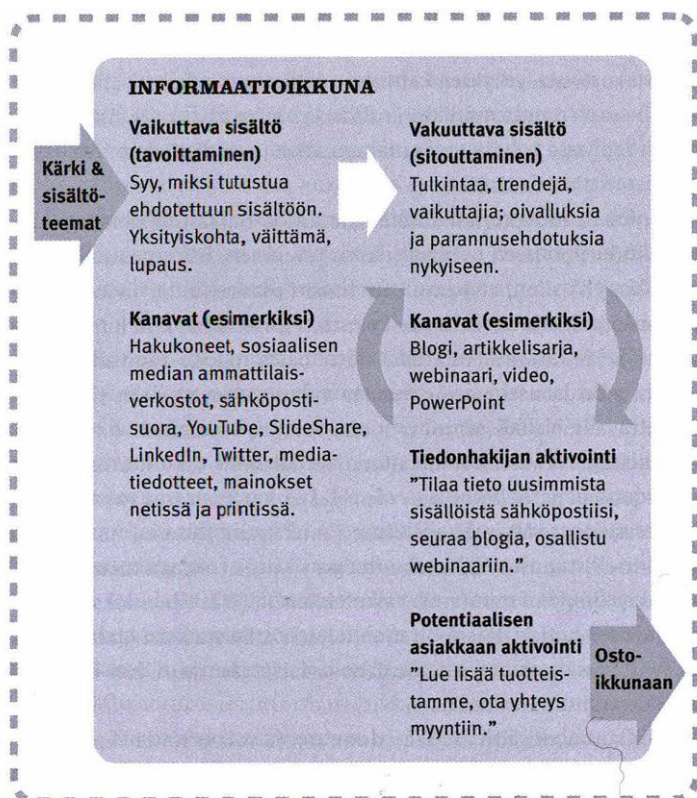 INFORMAATIOIKKUNA
Kärki &
sisältö-
teemat
Vaikuttava sisältö
(tavoittaminen)
Syy, miksi tutustua
ehdotettuun sisältöön.
Yksityiskohta, väittämä,
lupaus.
Kanavat (esimerkiksi)
Hakukoneet, sosiaalisen
median ammattilais-
verkostot, sähköposti-
suora, YouTube, SlideShare,
LinkedIn, Twitter, media-
tiedotteet, mainokset
netissä ja printissä.
Vakuuttava sisältö
(sitouttaminen)
Tulkintaa, trendejä,
vaikuttajia; oivalluksia
ja parannusehdotuksia
nykyiseen.
Kanavat (esimerkiksi)
Blogi, artikkelisarja,
webinaari, video,
PowerPoint
Tiedonhakijan aktivointi
"Tilaa tieto uusimmista
sisällöistä sähköpostiisi,
seuraa blogia, osallistu
webinaariin."
Potentiaalisen
asiakkaan aktivointi
"Lue lisää tuotteis-
tamme, ota yhteys
myyntiin."
Osto-
ikkunaan